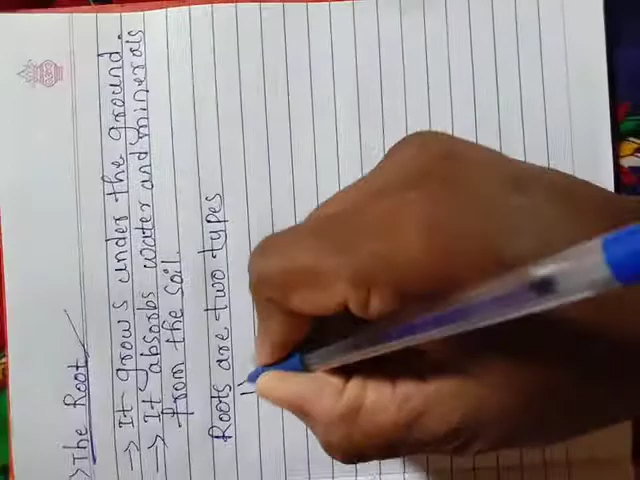 →The Root
→ It grows under the ground.
→ It absorbs water and minerals
from the soil.
Roots are two types